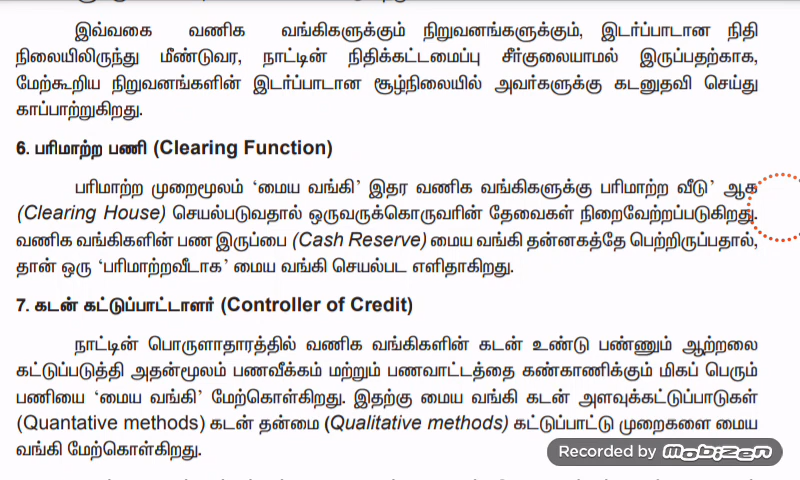 இவ்வகை வணிக வங்கிகளுக்கும் நிறுவனங்களுக்கும், இடர்ப்பாடான நிதி
நிலையிலிருந்து மீண்டுவர, நாட்டின் நிதிக்கட்டமைப்பு சீர்குலையாமல் இருப்பதற்காக,
மேற்கூறிய நிறுவனங்களின் இடர்ப்பாடான சூழ்நிலையில் அவர்களுக்கு கடனுதவி செய்து
காப்பாற்றுகிறது.
6. பரிமாற்ற பணி (Clearing Function)
பரிமாற்ற முறைமூலம் ‘மைய வங்கி’ இதர வணிக வங்கிகளுக்கு பரிமாற்ற வீடு’ ஆக
(Clearing House) செயல்படுவதால் ஒருவருக்கொருவரின் தேவைகள் நிறைவேற்றப்படுகிறது.
வணிக வங்கிகளின் பண இருப்பை (Cash Reserve) மைய வங்கி தன்னகத்தே பெற்றிருப்பதால்,
தான் ஒரு ‘பரிமாற்றவீடாக’ மைய வங்கி செயல்பட எளிதாகிறது.
7. கடன் கட்டுப்பாட்டாளர் (Controller of Credit)
நாட்டின் பொருளாதாரத்தில் வணிக வங்கிகளின் கடன் உண்டு பண்ணும் ஆற்றலை
கட்டுப்படுத்தி அதன்மூலம் பணவீக்கம் மற்றும் பணவாட்டத்தை கண்காணிக்கும் மிகப் பெரும்
பணியை ‘மைய வங்கி’ மேற்கொள்கிறது. இதற்கு மைய வங்கி கடன் அளவுக்கட்டுப்பாடுகள்
(Quantative methods) கடன் தன்மை (Qualitative methods) கட்டுப்பாட்டு முறைகளை மைய
வங்கி மேற்கொள்கிறது.
Recorded by mobizen